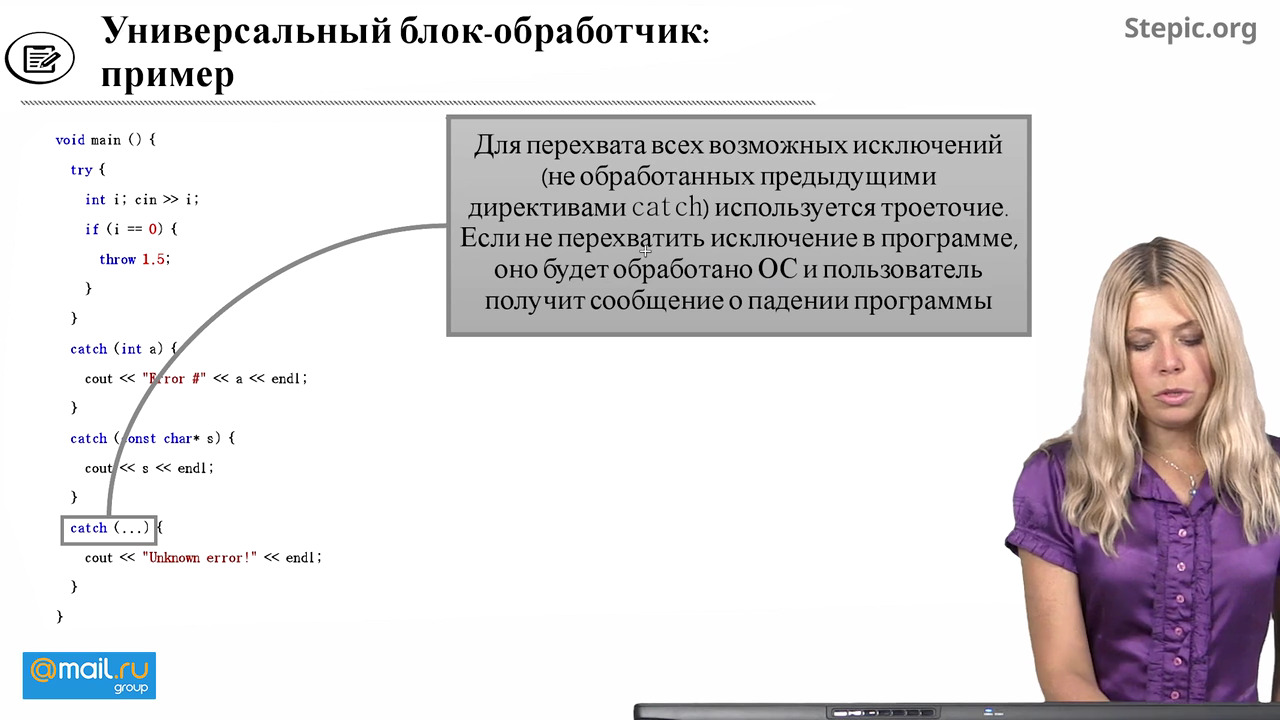 Универсальный блок-обработчик:
пример
Stepic.org
void main () {
try {
int i; cin >> i;
if (i == 0) {
throw 1.5;
}
}
catch (int a) {
cout << "Error #" << a << endl;
}
catch (const char* s) {
cout << s << endl;
}
catch (...) {
cout << "Unknown error!" << endl;
}
}
Для перехвата всех возможных исключений
(не обработанных предыдущими
директивами catch) используется троеточие.
Если не перехватить исключение в программе,
оно будет обработано ОС и пользователь
получит сообщение о падении программы
@mail.ru
group